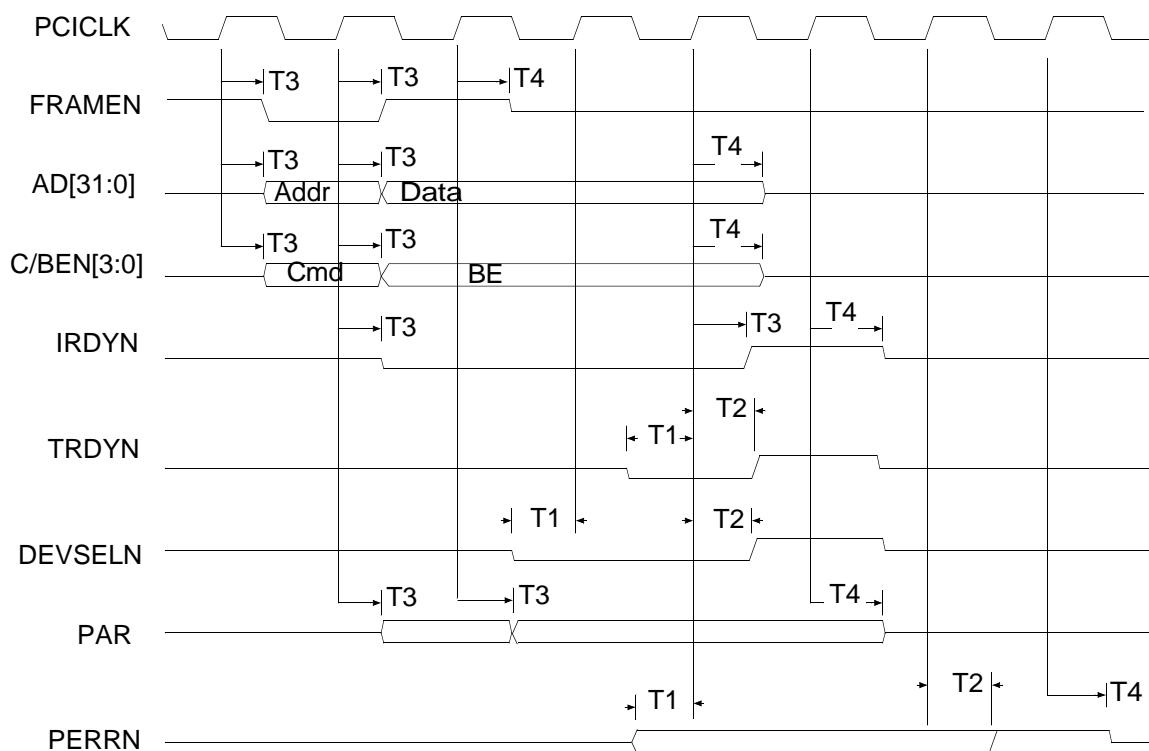 PCICLK
T3 T3 T4
FRAMEN
T3 T3 T4
AD[31:0]
Addr Data
T3 T3 T4
C/BEN[3:0]
Cmd BE
T3 T3 T4
IRDYN
T2
T1
TRDYN
T1 T2
DEVSELN
T3 T3 T4
PAR
T2 T4
T1
PERRN